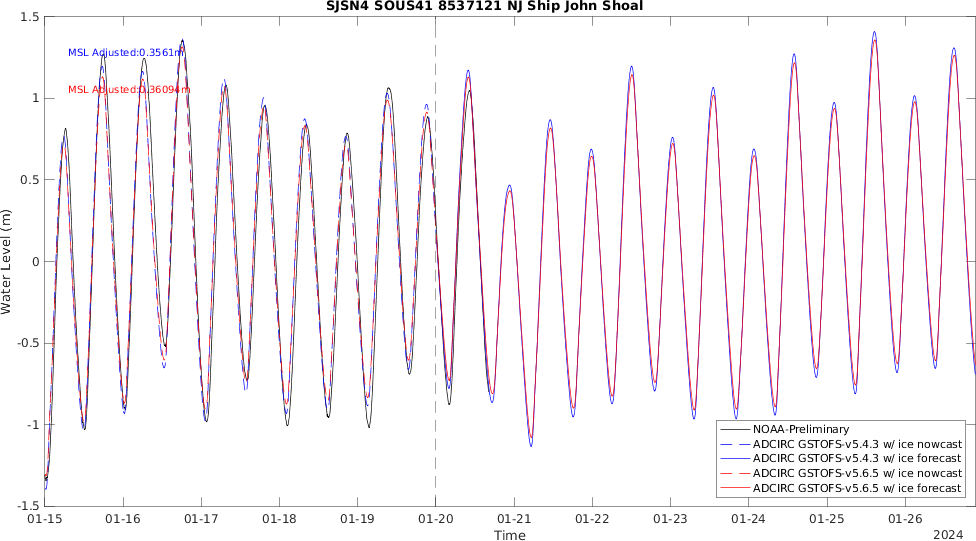 SJSN4 SOUS41 8537121 NJ Ship John Shoal
1.5
1
0.5
0
-0.5
-1
-1.5
Water Level (m)
MSL Adjusted:0.3561m
MSL Adjusted:0.36094m
NOAA-Preliminary
ADCIRC GSTOFS-v5.4.3 w/ ice nowcast
ADCIRC GSTOFS-v5.4.3 w/ ice forecast
ADCIRC GSTOFS-v5.6.5 w/ ice nowcast
ADCIRC GSTOFS-v5.6.5 w/ ice forecast
01-15 01-16 01-17 01-18 01-19 01-20 01-21 01-22 01-23 01-24 01-25 01-26
Time
2024